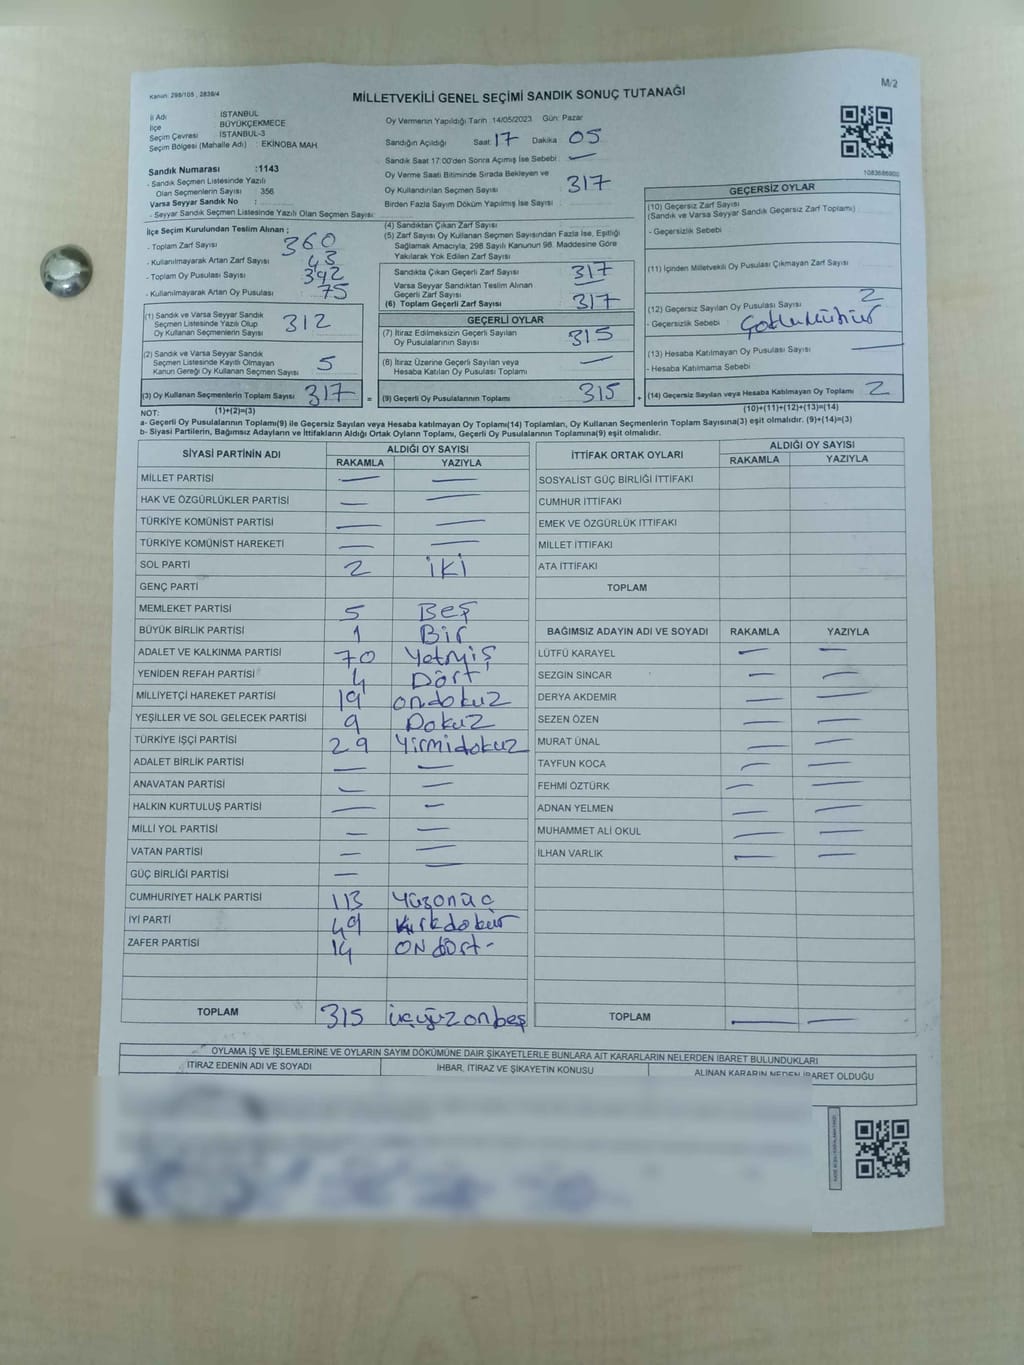 Kanun: 298/105 , 2839/4
M/2
MİLLETVEKİLİ GENEL SEÇİMİ SANDIK SONUÇ TUTANAĞI
İl Adı : İSTANBUL
İlçe : BÜYÜKÇEKMECE
Seçim Çevresi : İSTANBUL-3
Seçim Bölgesi (Mahalle Adı) : EKİNOBA MAH.
Sandık Numarası :1143
- Sandık Seçmen Listesinde Yazılı
Olan Seçmenlerin Sayısı : 356
Varsa Seyyar Sandık No :
- Seyyar Sandık Seçmen Listesinde Yazılı Olan Seçmen Sayısı:
Oy Vermenin Yapıldığı Tarih :14/05/2023 Gün: Pazar
Sandığın Açıldığı Saat: 17 Dakika: 05
Sandık Saat 17:00'den Sonra Açımış İse Sebebi: —
Oy Verme Saati Bitiminde Sırada Bekleyen ve
Oy Kullandırılan Seçmen Sayısı : 317
Birden Fazla Sayım Döküm Yapılmış İse Sayısı :
1083686900
İlçe Seçim Kurulundan Teslim Alınan ;
- Toplam Zarf Sayısı : 360
- Kullanılmayarak Artan Zarf Sayısı : 43
- Toplam Oy Pusulası Sayısı : 392
- Kullanılmayarak Artan Oy Pusulası : 75
(1) Sandık ve Varsa Seyyar Sandık
Seçmen Listesinde Yazılı Olup
Oy Kullanan Seçmenlerin Sayısı : 312
(2) Sandık ve Varsa Seyyar Sandık
Seçmen Listesinde Kayıtlı Olmayan
Kanun Gereği Oy Kullanan Seçmen Sayısı : 5
(3) Oy Kullanan Seçmenlerin Toplam Sayısı : 317 =
(1)+(2)=(3)
(4) Sandıktan Çıkan Zarf Sayısı :
(5) Zarf Sayısı Oy Kullanan Seçmen Sayısından Fazla İse, Eşitliği
Sağlamak Amacıyla, 298 Sayılı Kanunun 98. Maddesine Göre
Yakılarak Yok Edilen Zarf Sayısı :
Sandıkta Çıkan Geçerli Zarf Sayısı : 317
Varsa Seyyar Sandıktan Teslim Alınan
Geçerli Zarf Sayısı : —
(6) Toplam Geçerli Zarf Sayısı : 317
GEÇERLİ OYLAR
(7) İtiraz Edilmeksizin Geçerli Sayılan
Oy Pusulalarının Sayısı : 315
(8) İtiraz Üzerine Geçerli Sayılan veya
Hesaba Katılan Oy Pusulası Toplamı : —
(9) Geçerli Oy Pusulalarının Toplamı : 315 +
GEÇERSİZ OYLAR
(10) Geçersiz Zarf Sayısı
(Sandık ve Varsa Seyyar Sandık Geçersiz Zarf Toplamı) :
- Geçersizlik Sebebi :
(11) İçinden Milletvekili Oy Pusulası Çıkmayan Zarf Sayısı :
(12) Geçersiz Sayılan Oy Pusulası Sayısı : 2
- Geçersizlik Sebebi :
(13) Hesaba Katılmayan Oy Pusulası Sayısı : —
- Hesaba Katılmama Sebebi :
(14) Geçersiz Sayılan veya Hesaba Katılmayan Oy Toplamı : 2
(10)+(11)+(12)+(13)=(14)
NOT:
a- Geçerli Oy Pusulalarının Toplamı(9) ile Geçersiz Sayılan veya Hesaba katılmayan Oy Toplamı(14) Toplamları, Oy Kullanan Seçmenlerin Toplam Sayısına(3) eşit olmalıdır. (9)+(14)=(3)
b- Siyasi Partilerin, Bağımsız Adayların ve İttifakların Aldığı Ortak Oyların Toplamı, Geçerli Oy Pusulalarının Toplamına(9) eşit olmalıdır.
SİYASİ PARTİNİN ADI ALDIĞI OY SAYISI
RAKAMLA YAZIYLA
MİLLET PARTİSİ — —
HAK VE ÖZGÜRLÜKLER PARTİSİ — —
TÜRKİYE KOMÜNİST PARTİSİ — —
TÜRKİYE KOMÜNİST HAREKETİ — —
SOL PARTİ 2 iki
GENÇ PARTİ
MEMLEKET PARTİSİ 5 Beş
BÜYÜK BİRLİK PARTİSİ 1 Bir
ADALET VE KALKINMA PARTİSİ 70 Yetmiş
YENİDEN REFAH PARTİSİ 4 Dört
MİLLİYETÇİ HAREKET PARTİSİ 19 ondokuz
YEŞİLLER VE SOL GELECEK PARTİSİ 9 Dokuz
TÜRKİYE İŞÇİ PARTİSİ 29 Yirmidokuz
ADALET BİRLİK PARTİSİ — —
ANAVATAN PARTİSİ — —
HALKIN KURTULUŞ PARTİSİ — —
MİLLİ YOL PARTİSİ — —
VATAN PARTİSİ — —
GÜÇ BİRLİĞİ PARTİSİ — —
CUMHURİYET HALK PARTİSİ 113 Yüzonüç
İYİ PARTİ 49 Kırkdokuz
ZAFER PARTİSİ 14 ON dört-
TOPLAM 315 üçyüzonbeş
İTTİFAK ORTAK OYLARI ALDIĞI OY SAYISI
RAKAMLA YAZIYLA
SOSYALİST GÜÇ BİRLİĞİ İTTİFAKI
CUMHUR İTTİFAKI
EMEK VE ÖZGÜRLÜK İTTİFAKI
MİLLET İTTİFAKI
ATA İTTİFAKI
TOPLAM
BAĞIMSIZ ADAYIN ADI VE SOYADI RAKAMLA YAZIYLA
LÜTFÜ KARAYEL — —
SEZGİN SİNCAR — —
DERYA AKDEMİR — —
SEZEN ÖZEN — —
MURAT ÜNAL — —
TAYFUN KOCA — —
FEHMİ ÖZTÜRK — —
ADNAN YELMEN — —
MUHAMMET ALİ OKUL — —
İLHAN VARLIK — —
TOPLAM — —
OYLAMA İŞ VE İŞLEMLERİNE VE OYLARIN SAYIM DÖKÜMÜNE DAİR ŞİKAYETLERLE BUNLARA AİT KARARLARIN NELERDEN İBARET BULUNDUKLARI
İTİRAZ EDENİN ADI VE SOYADI İHBAR, İTİRAZ VE ŞİKAYETİN KONUSU ALINAN KARARIN NEDEN İBARET OLDUĞU